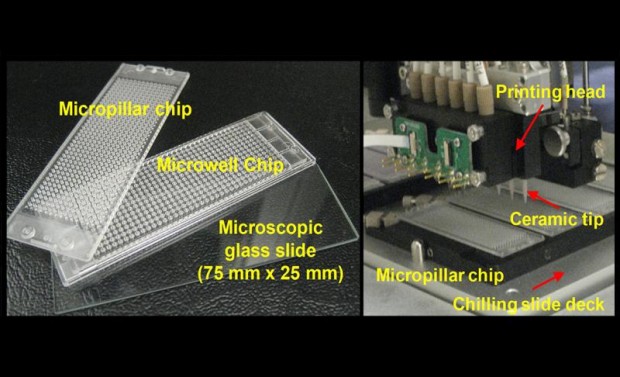 Micropillar chip
Microwell Chip
Microscopic
glass slide
(75 mm x 25 mm)
Printing head
Ceramic tip
Micropillar chip
Chilling slide deck